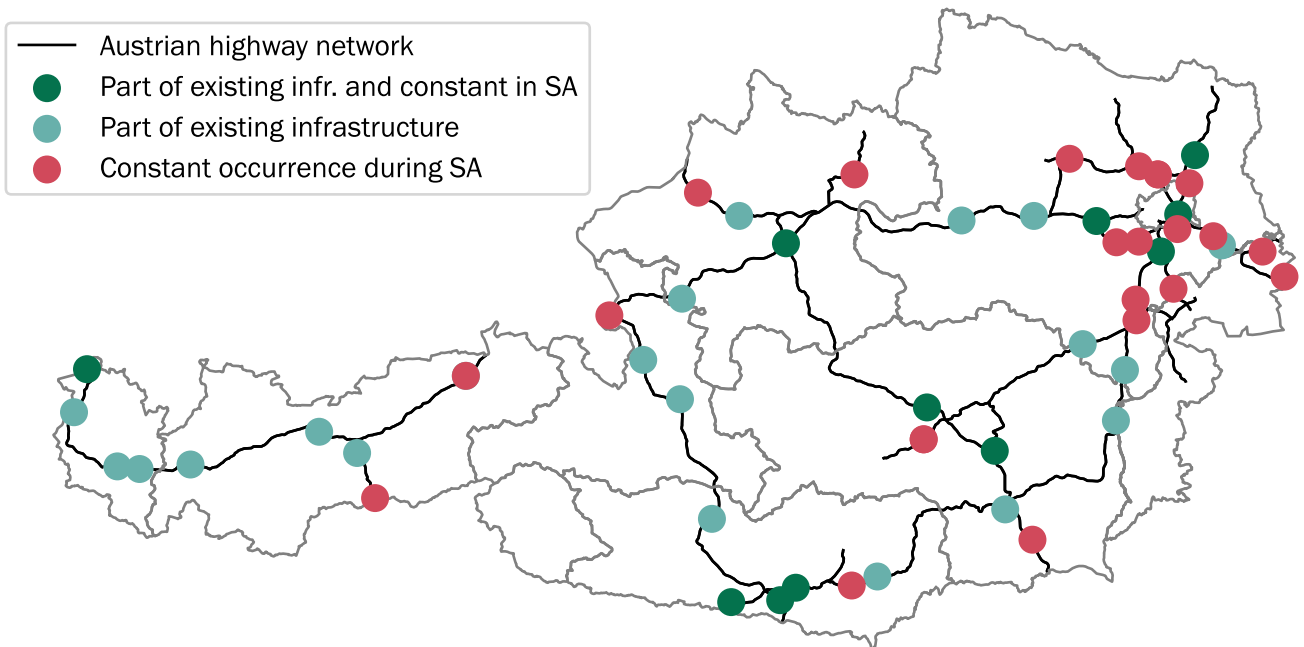 Austrian highway network
Part of existing infr. and constant in SA
Part of existing infrastructure
Constant occurrence during SA